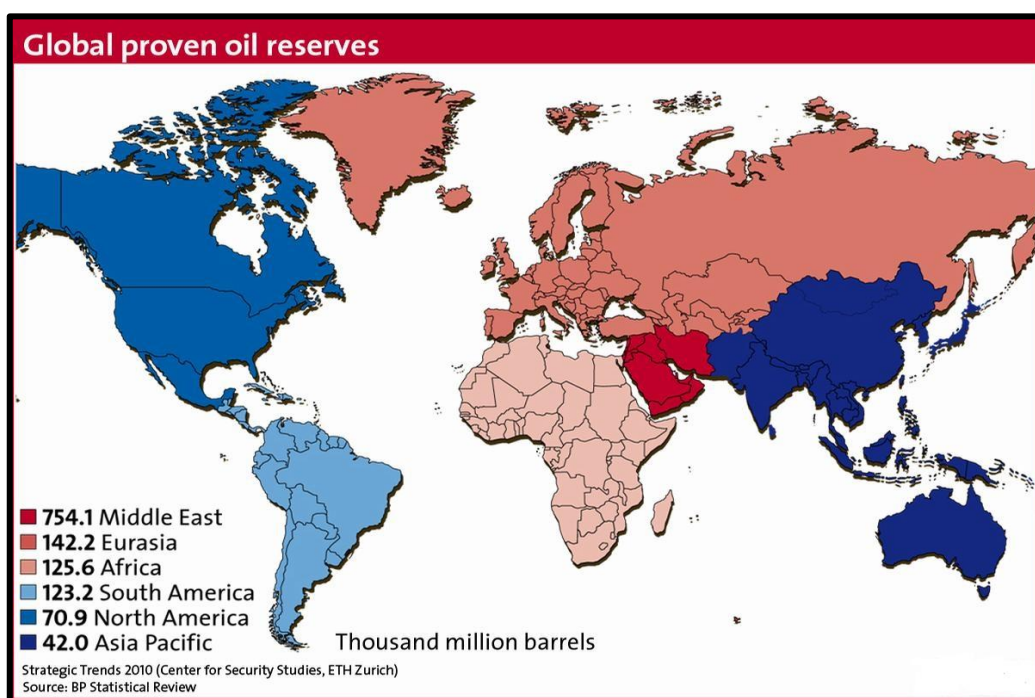 Global proven oil reserves
754.1 Middle East
142.2 Eurasia
125.6 Africa
123.2 South America
70.9 North America
42.0 Asia Pacific
Thousand million barrels
Strategic Trends 2010 (Center for Security Studies, ETH Zurich)
Source: BP Statistical Review